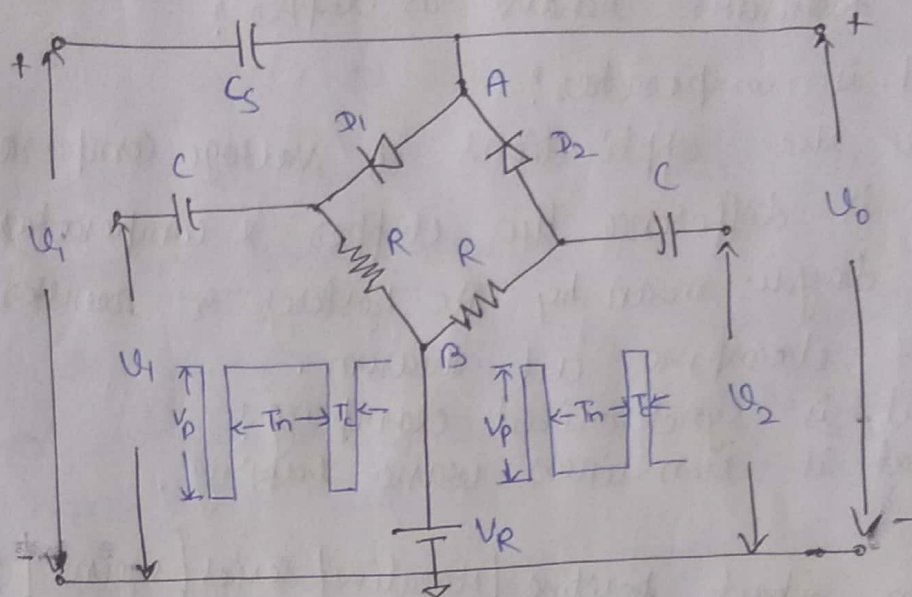 + +
Cs
A
D1
D2
C
C
R
R
vi
vo
B
v1
Vp
Tn
Tc
Vp
Tn
Tc
v2
VR
- -